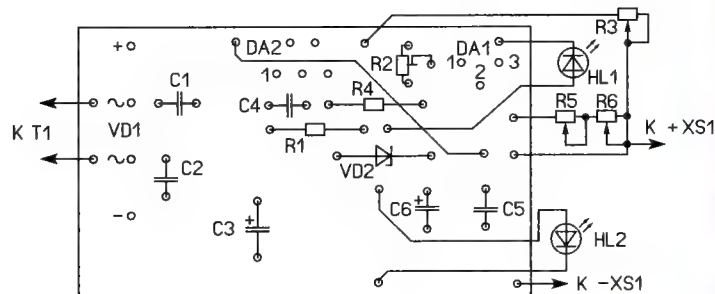 R3
+
DA2
DA1
C1
R2
1
3
1
2
HL1
C4
R4
R5
R6
К Т1
VD1
К +XS1
R1
VD2
C2
C6
C5
-
C3
+
+
HL2
К -XS1